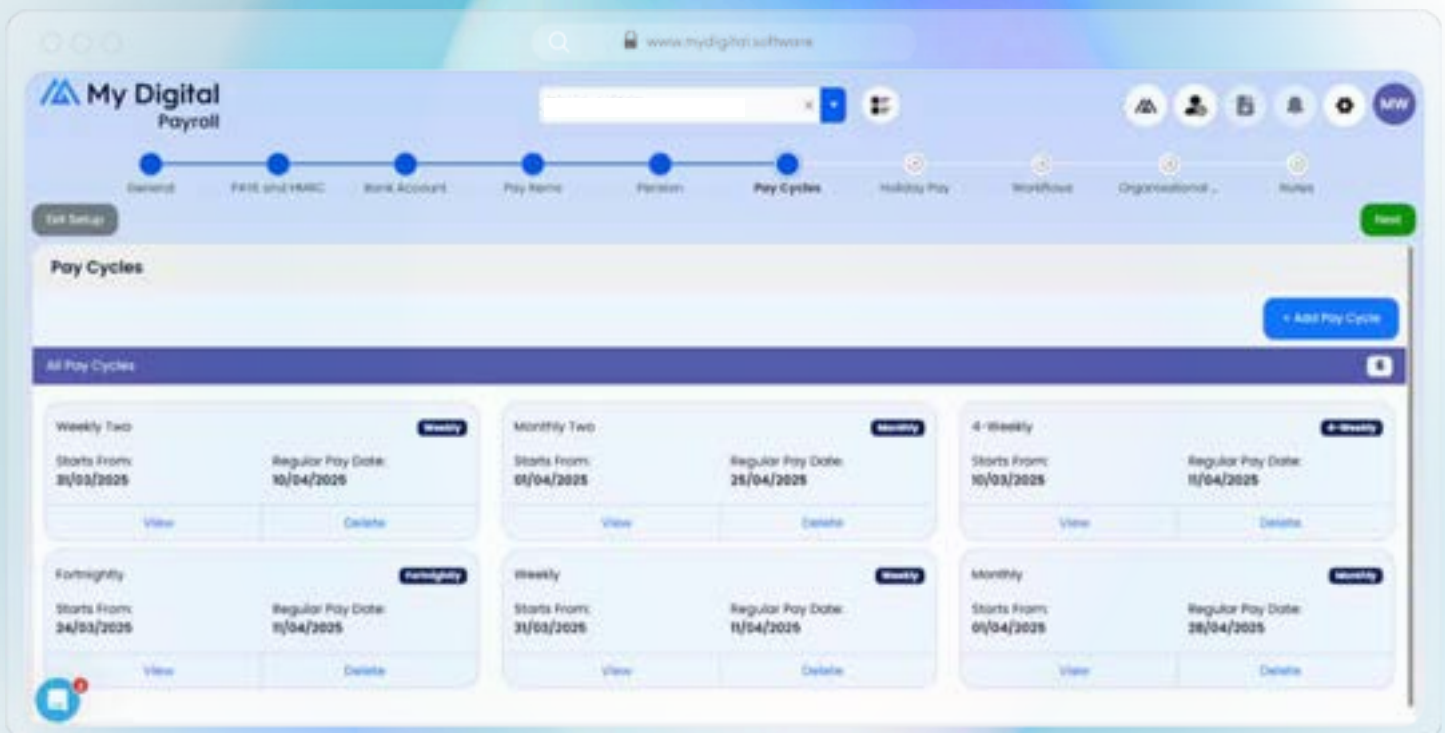 www.mydigital.software
My Digital
Payroll
MW
General
PAYE and HMRC
Bank Account
Pay Items
Pension
Pay Cycles
Holiday Pay
Workflows
Organisational ...
Notes
Exit Setup
Next
Pay Cycles
+ Add Pay Cycle
All Pay Cycles
6
Weekly Two
Weekly
Starts From:
Regular Pay Date:
31/03/2025
10/04/2025
View
Delete
Monthly Two
Monthly
Starts From:
Regular Pay Date:
01/04/2025
25/04/2025
View
Delete
4-Weekly
4-Weekly
Starts From:
Regular Pay Date:
10/03/2025
11/04/2025
View
Delete
Fortnightly
Fortnightly
Starts From:
Regular Pay Date:
24/03/2025
11/04/2025
View
Delete
Weekly
Weekly
Starts From:
Regular Pay Date:
31/03/2025
11/04/2025
View
Delete
Monthly
Monthly
Starts From:
Regular Pay Date:
01/04/2025
28/04/2025
View
Delete